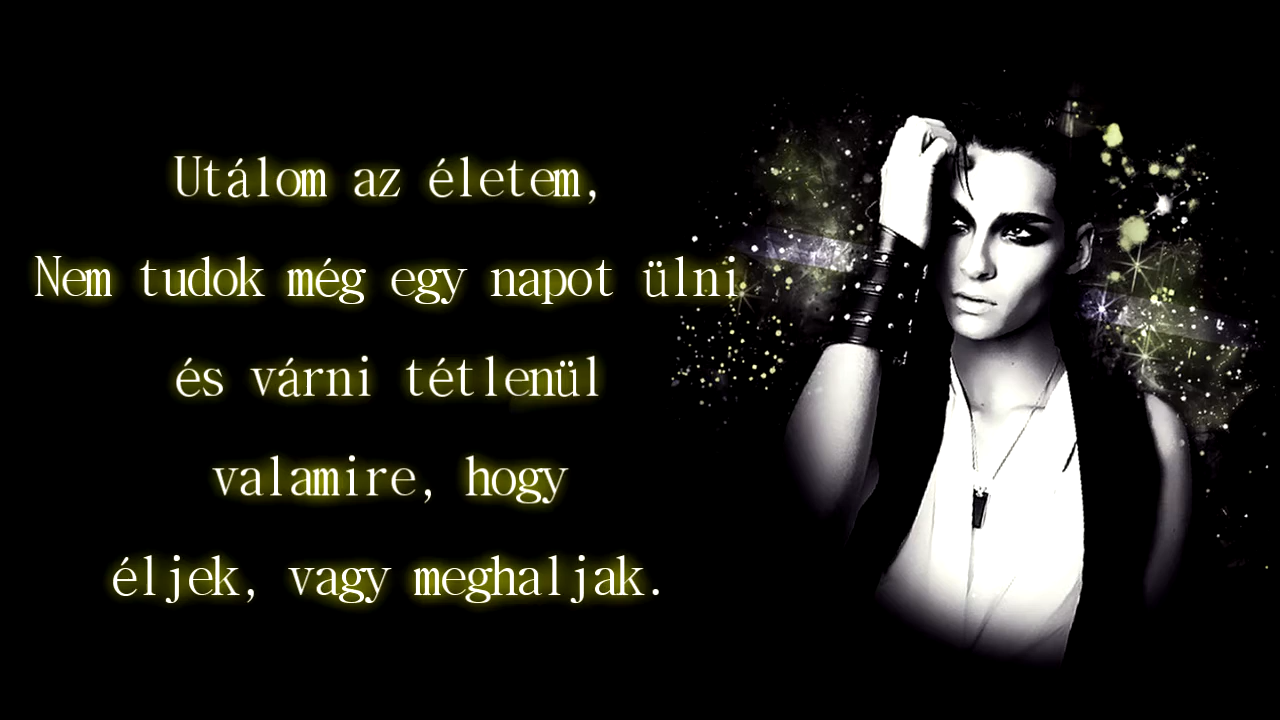 Utálom az életem,
Nem tudok még egy napot ülni
és várni tétlenül
valamire, hogy
éljek, vagy meghaljak.